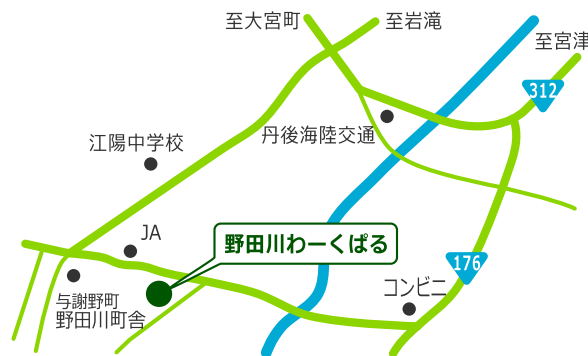 至大宮町
至岩滝
至宮津
312
丹後海陸交通
江陽中学校
JA
野田川わーくぱる
176
コンビニ
与謝野町
野田川町舎